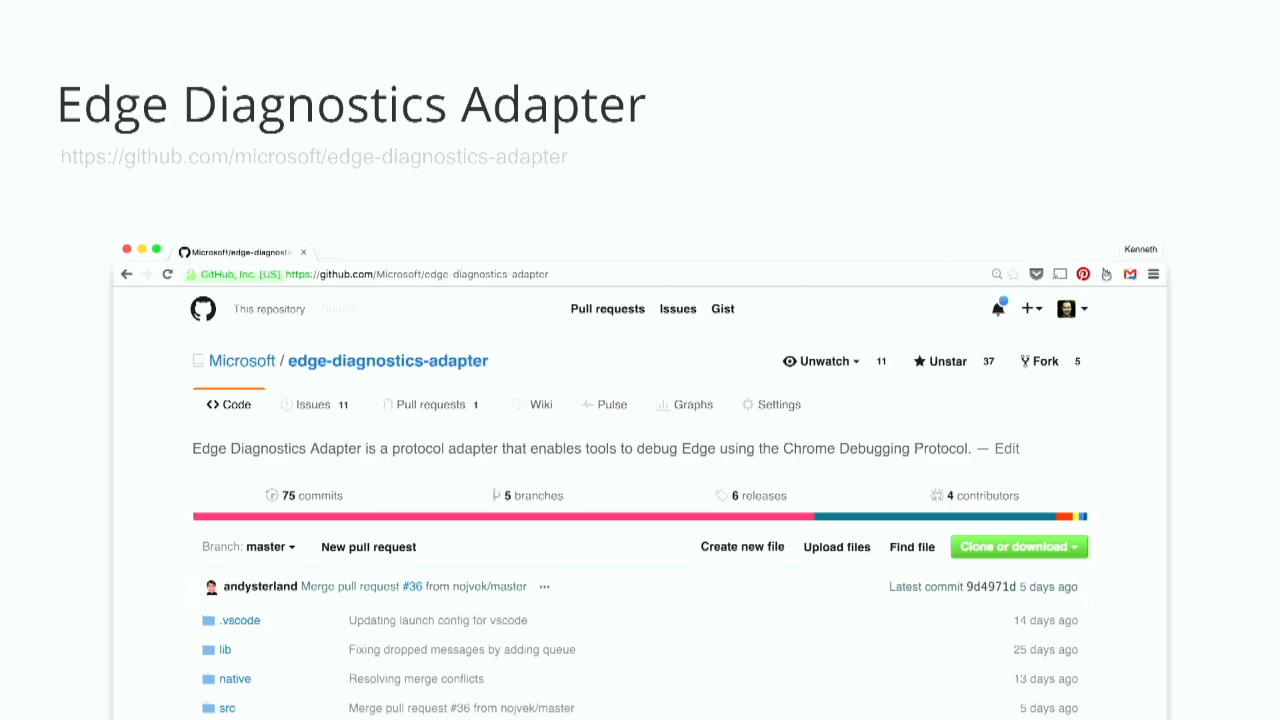 Edge Diagnostics Adapter
https://github.com/microsoft/edge-diagnostics-adapter
Microsoft/edge-diagnostic
Kenneth
GitHub, Inc. [US] https://github.com/Microsoft/edge-diagnostics-adapter
This repository Search Pull requests Issues Gist
Microsoft / edge-diagnostics-adapter Unwatch 11 Unstar 37 Fork 5
Code Issues 11 Pull requests 1 Wiki Pulse Graphs Settings
Edge Diagnostics Adapter is a protocol adapter that enables tools to debug Edge using the Chrome Debugging Protocol. — Edit
75 commits 5 branches 6 releases 4 contributors
Branch: master New pull request Create new file Upload files Find file Clone or download
andysterland Merge pull request #36 from nojvek/master ... Latest commit 9d4971d 5 days ago
.vscode Updating launch config for vscode 14 days ago
lib Fixing dropped messages by adding queue 25 days ago
native Resolving merge conflicts 13 days ago
src Merge pull request #36 from nojvek/master 5 days ago